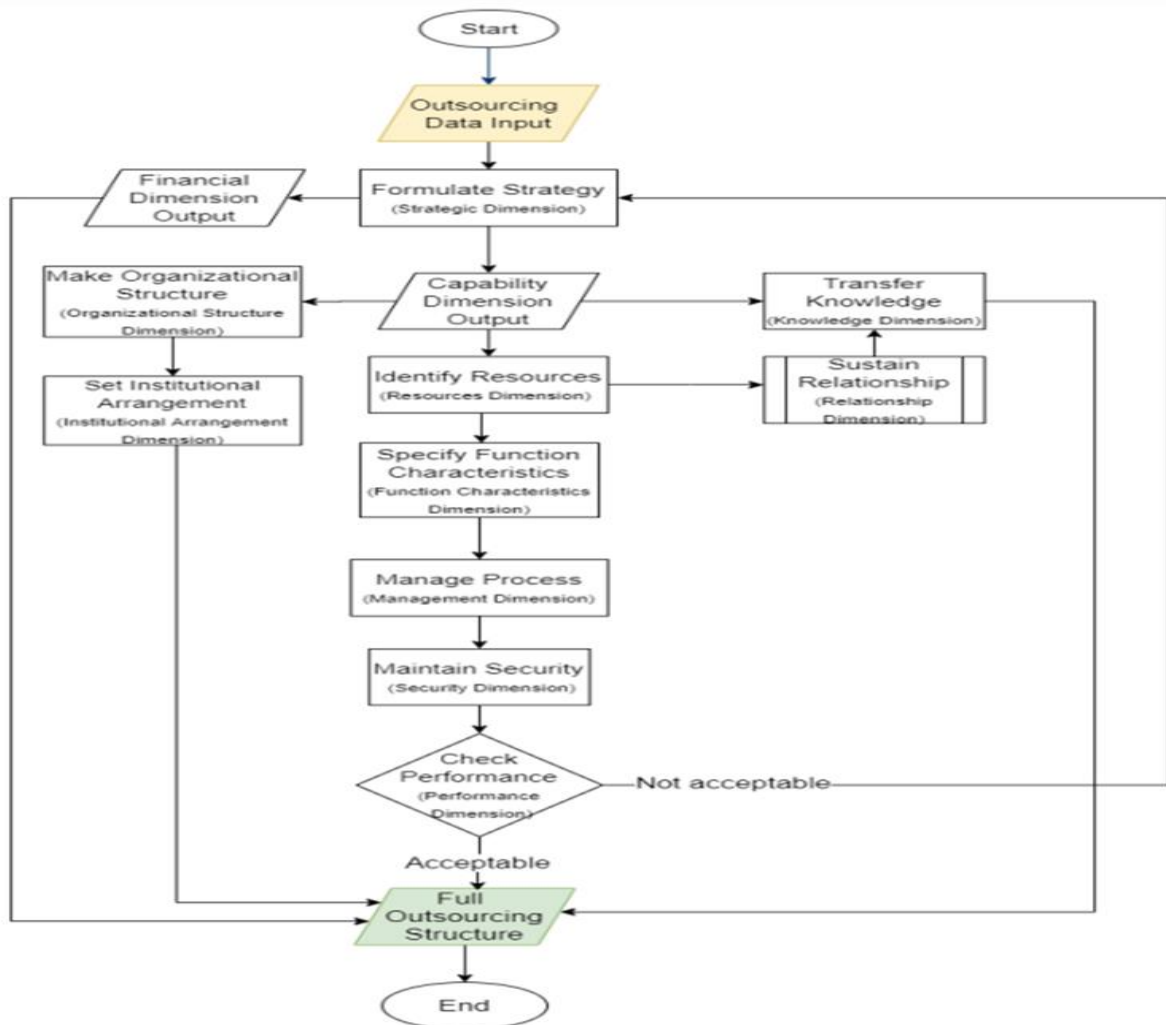 Start
Outsourcing
Data Input
Financial
Dimension
Output
Formulate Strategy
(Strategic Dimension)
Make Organizational
Structure
(Organizational Structure
Dimension)
Capability
Dimension
Output
Transfer
Knowledge
(Knowledge Dimension)
Set Institutional
Arrangement
(Institutional Arrangement
Dimension)
Identify Resources
(Resources Dimension)
Sustain
Relationship
(Relationship
Dimension)
Specify Function
Characteristics
(Function Characteristics
Dimension)
Manage Process
(Management Dimension)
Maintain Security
(Security Dimension)
Check
Performance
(Performance
Dimension)
Not acceptable
Acceptable
Full
Outsourcing
Structure
End